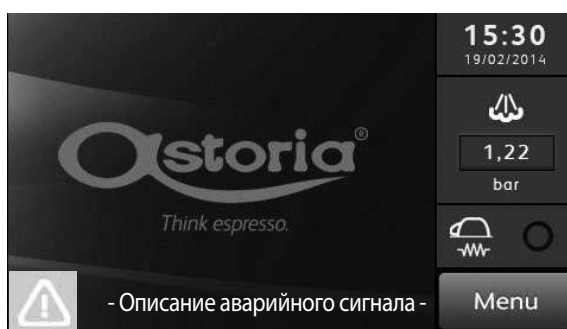 15:30
19/02/2014
astoria®
1,22
bar
Think espresso.
- Описание аварийного сигнала -
Menu